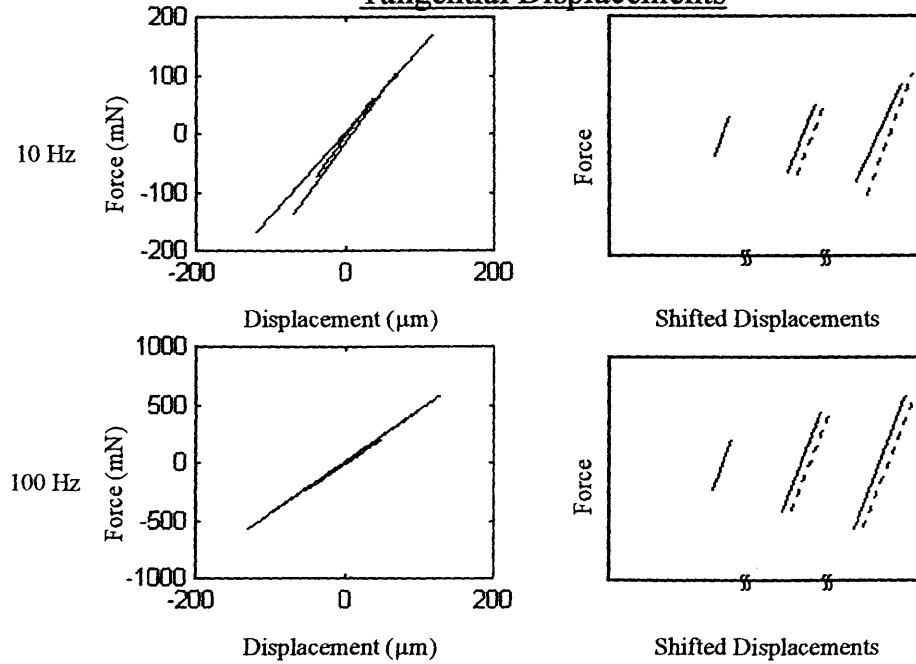 Tangential Displacements
200
100
0
-100
-200
-200 0 200
10 Hz
Force (mN)
Displacement (µm)
Force
Shifted Displacements
1000
500
0
-500
-1000
-200 0 200
100 Hz
Force (mN)
Displacement (µm)
Force
Shifted Displacements